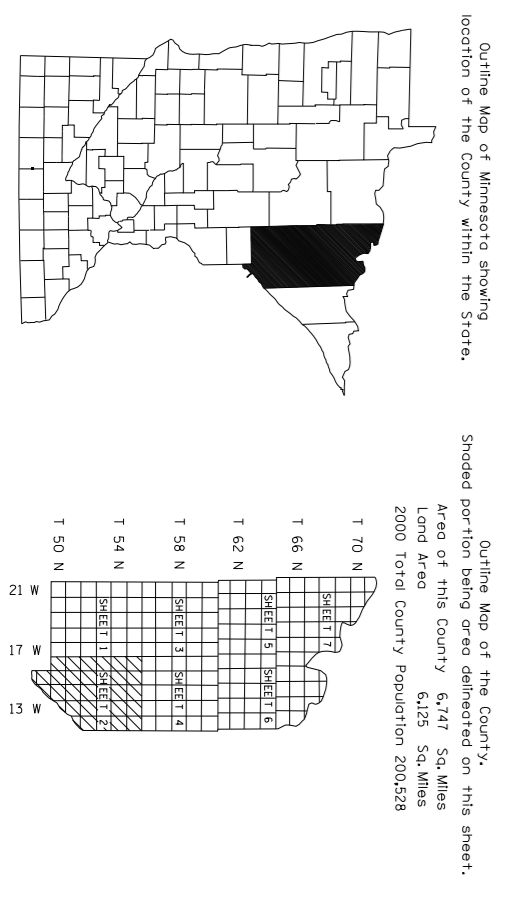 Outline Map of Minnesota showing
location of the County within the State.
Outline Map of the County.
Shaded portion being area delineated on this sheet.
Area of this County 6,747 Sq. Miles
Land Area 6,125 Sq. Miles
2000 Total County Population 200,528
T 70 N
T 66 N
T 62 N
T 58 N
T 54 N
T 50 N
SHEET 7
SHEET 5
SHEET 6
SHEET 3
SHEET 4
SHEET 1
SHEET 2
21 W
17 W
13 W